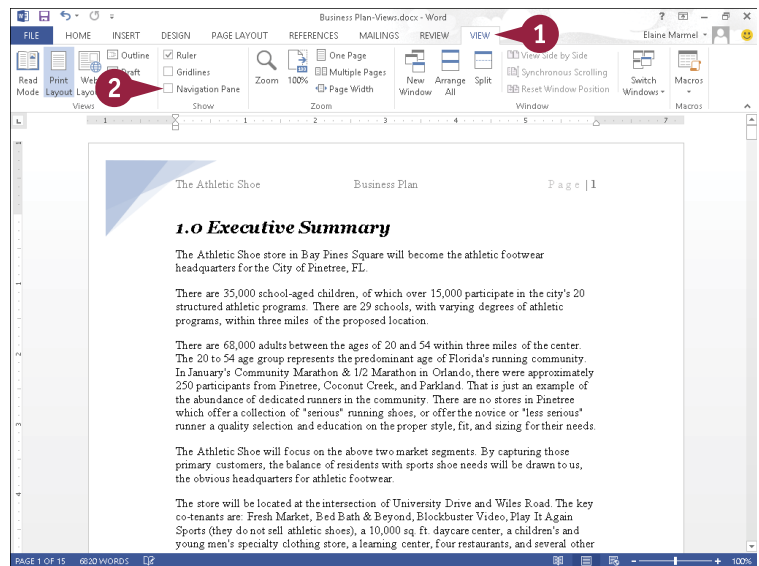 Business Plan-Views.docx - Word
FILE HOME INSERT DESIGN PAGE LAYOUT REFERENCES MAILINGS REVIEW VIEW Elaine Marmel
1
Read Mode
Print Layout
Web Layou
Outline
Draft
Views
Ruler
Gridlines
Navigation Pane
Show
2
Zoom
100%
One Page
Multiple Pages
Page Width
Zoom
New Window
Arrange All
Split
View Side by Side
Synchronous Scrolling
Reset Window Position
Switch Windows
Window
Macros
Macros
1 1 2 3 4 5 7
The Athletic Shoe Business Plan Page | 1
1.0 Executive Summary
The Athletic Shoe store in Bay Pines Square will become the athletic footwear
headquarters for the City of Pinetree, FL.
There are 35,000 school-aged children, of which over 15,000 participate in the city's 20
structured athletic programs. There are 29 schools, with varying degrees of athletic
programs, within three miles of the proposed location.
There are 68,000 adults between the ages of 20 and 54 within three miles of the center.
The 20 to 54 age group represents the predominant age of Florida's running community.
In January's Community Marathon & 1/2 Marathon in Orlando, there were approximately
250 participants from Pinetree, Coconut Creek, and Parkland. That is just an example of
the abundance of dedicated runners in the community. There are no stores in Pinetree
which offer a collection of "serious" running shoes, or offer the novice or "less serious"
runner a quality selection and education on the proper style, fit, and sizing for their needs.
The Athletic Shoe will focus on the above two market segments. By capturing those
primary customers, the balance of residents with sports shoe needs will be drawn to us,
the obvious headquarters for athletic footwear.
The store will be located at the intersection of University Drive and Wiles Road. The key
co-tenants are: Fresh Market, Bed Bath & Beyond, Blockbuster Video, Play It Again
Sports (they do not sell athletic shoes), a 10,000 sq. ft. daycare center, a children's and
young men's specialty clothing store, a learning center, four restaurants, and several other
PAGE 1 OF 15 6820 WORDS 100%